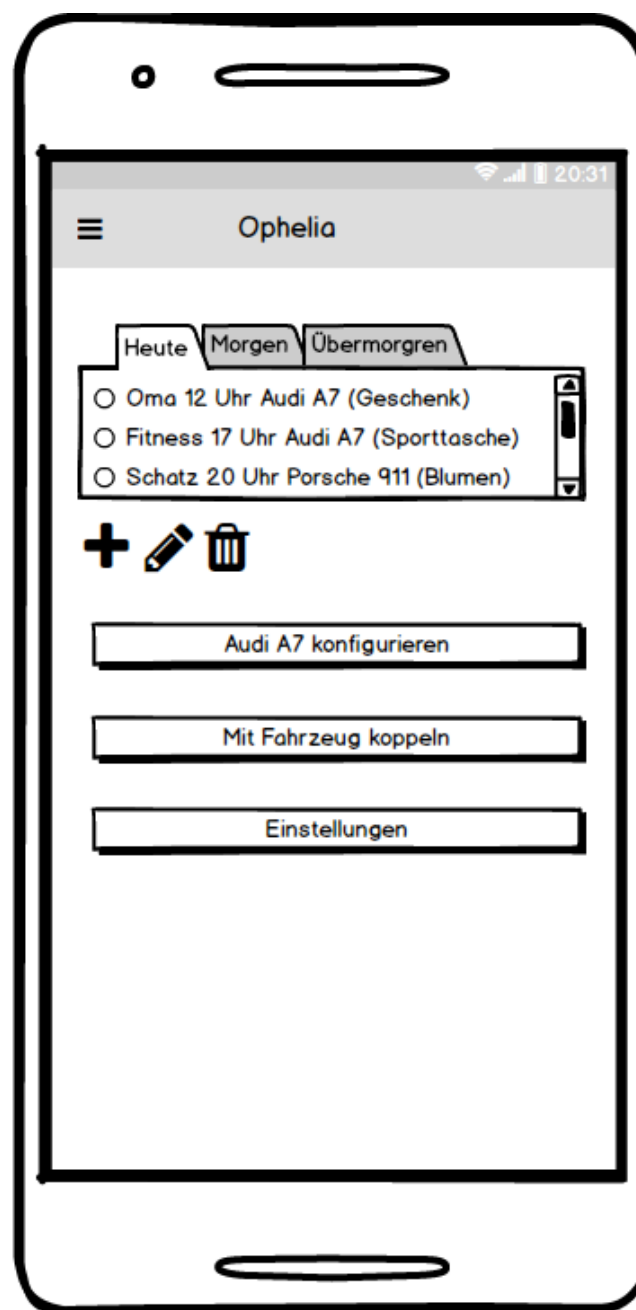 20:31
Ophelia
Heute Morgen Übermorgren
Oma 12 Uhr Audi A7 (Geschenk)
Fitness 17 Uhr Audi A7 (Sporttasche)
Schatz 20 Uhr Porsche 911 (Blumen)
Audi A7 konfigurieren
Mit Fahrzeug koppeln
Einstellungen